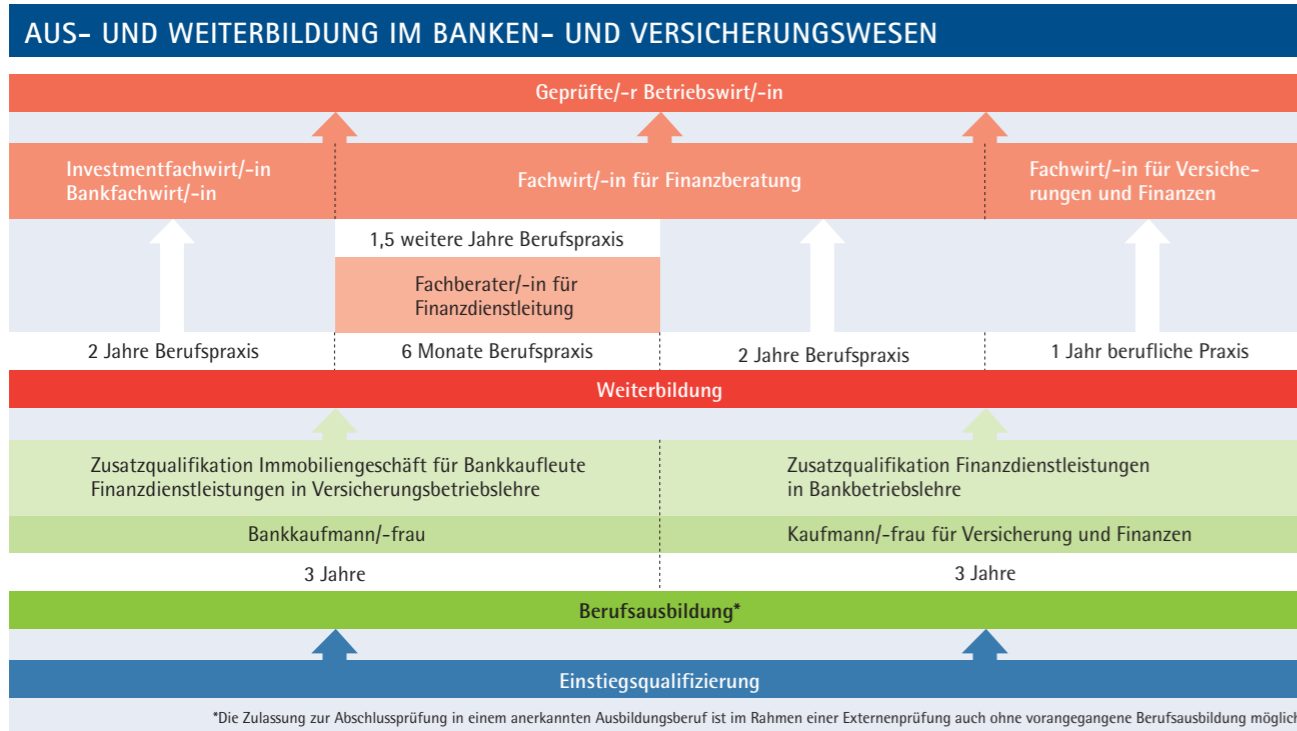 AUS- UND WEITERBILDUNG IM BANKEN- UND VERSICHERUNGSWESEN
Geprüfte/-r Betriebswirt/-in
Investmentfachwirt/-in
Bankfachwirt/-in
Fachwirt/-in für Finanzberatung
Fachwirt/-in für Versiche-
rungen und Finanzen
1,5 weitere Jahre Berufspraxis
Fachberater/-in für
Finanzdienstleitung
2 Jahre Berufspraxis
6 Monate Berufspraxis
2 Jahre Berufspraxis
1 Jahr berufliche Praxis
Weiterbildung
Zusatzqualifikation Immobiliengeschäft für Bankkaufleute
Finanzdienstleistungen in Versicherungsbetriebslehre
Zusatzqualifikation Finanzdienstleistungen
in Bankbetriebslehre
Bankkaufmann/-frau
Kaufmann/-frau für Versicherung und Finanzen
3 Jahre
3 Jahre
Berufsausbildung*
Einstiegsqualifizierung
*Die Zulassung zur Abschlussprüfung in einem anerkannten Ausbildungsberuf ist im Rahmen einer Externenprüfung auch ohne vorangegangene Berufsausbildung möglich